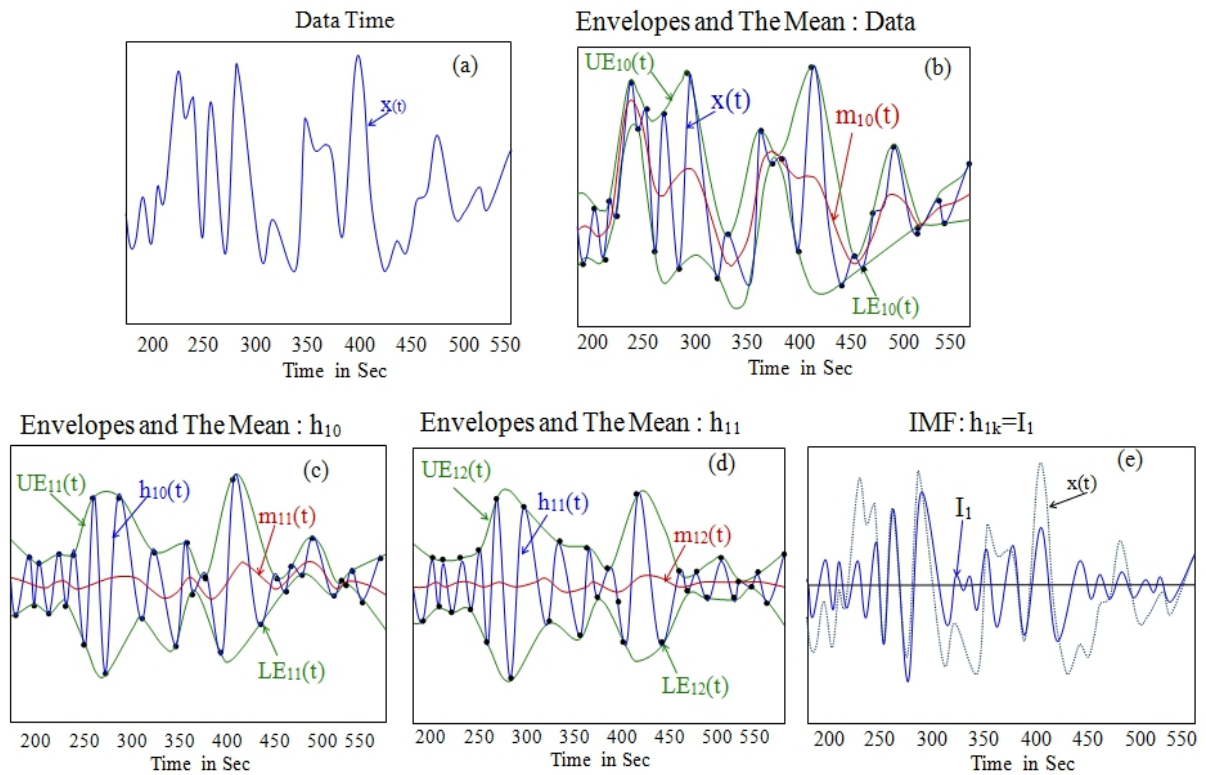 Data Time
(a)
x(t)
200 250 300 350 400 450 500 550
Time in Sec
Envelopes and The Mean : Data
UE10(t)
(b)
x(t)
m10(t)
LE10(t)
200 250 300 350 400 450 500 550
Time in Sec
Envelopes and The Mean : h10
(c)
UE11(t)
h10(t)
m11(t)
LE11(t)
200 250 300 350 400 450 500 550
Time in Sec
Envelopes and The Mean : h11
(d)
UE12(t)
h11(t)
m12(t)
LE12(t)
200 250 300 350 400 450 500 550
Time in Sec
IMF: h1k=I1
(e)
x(t)
I1
200 250 300 350 400 450 500 550
Time in Sec